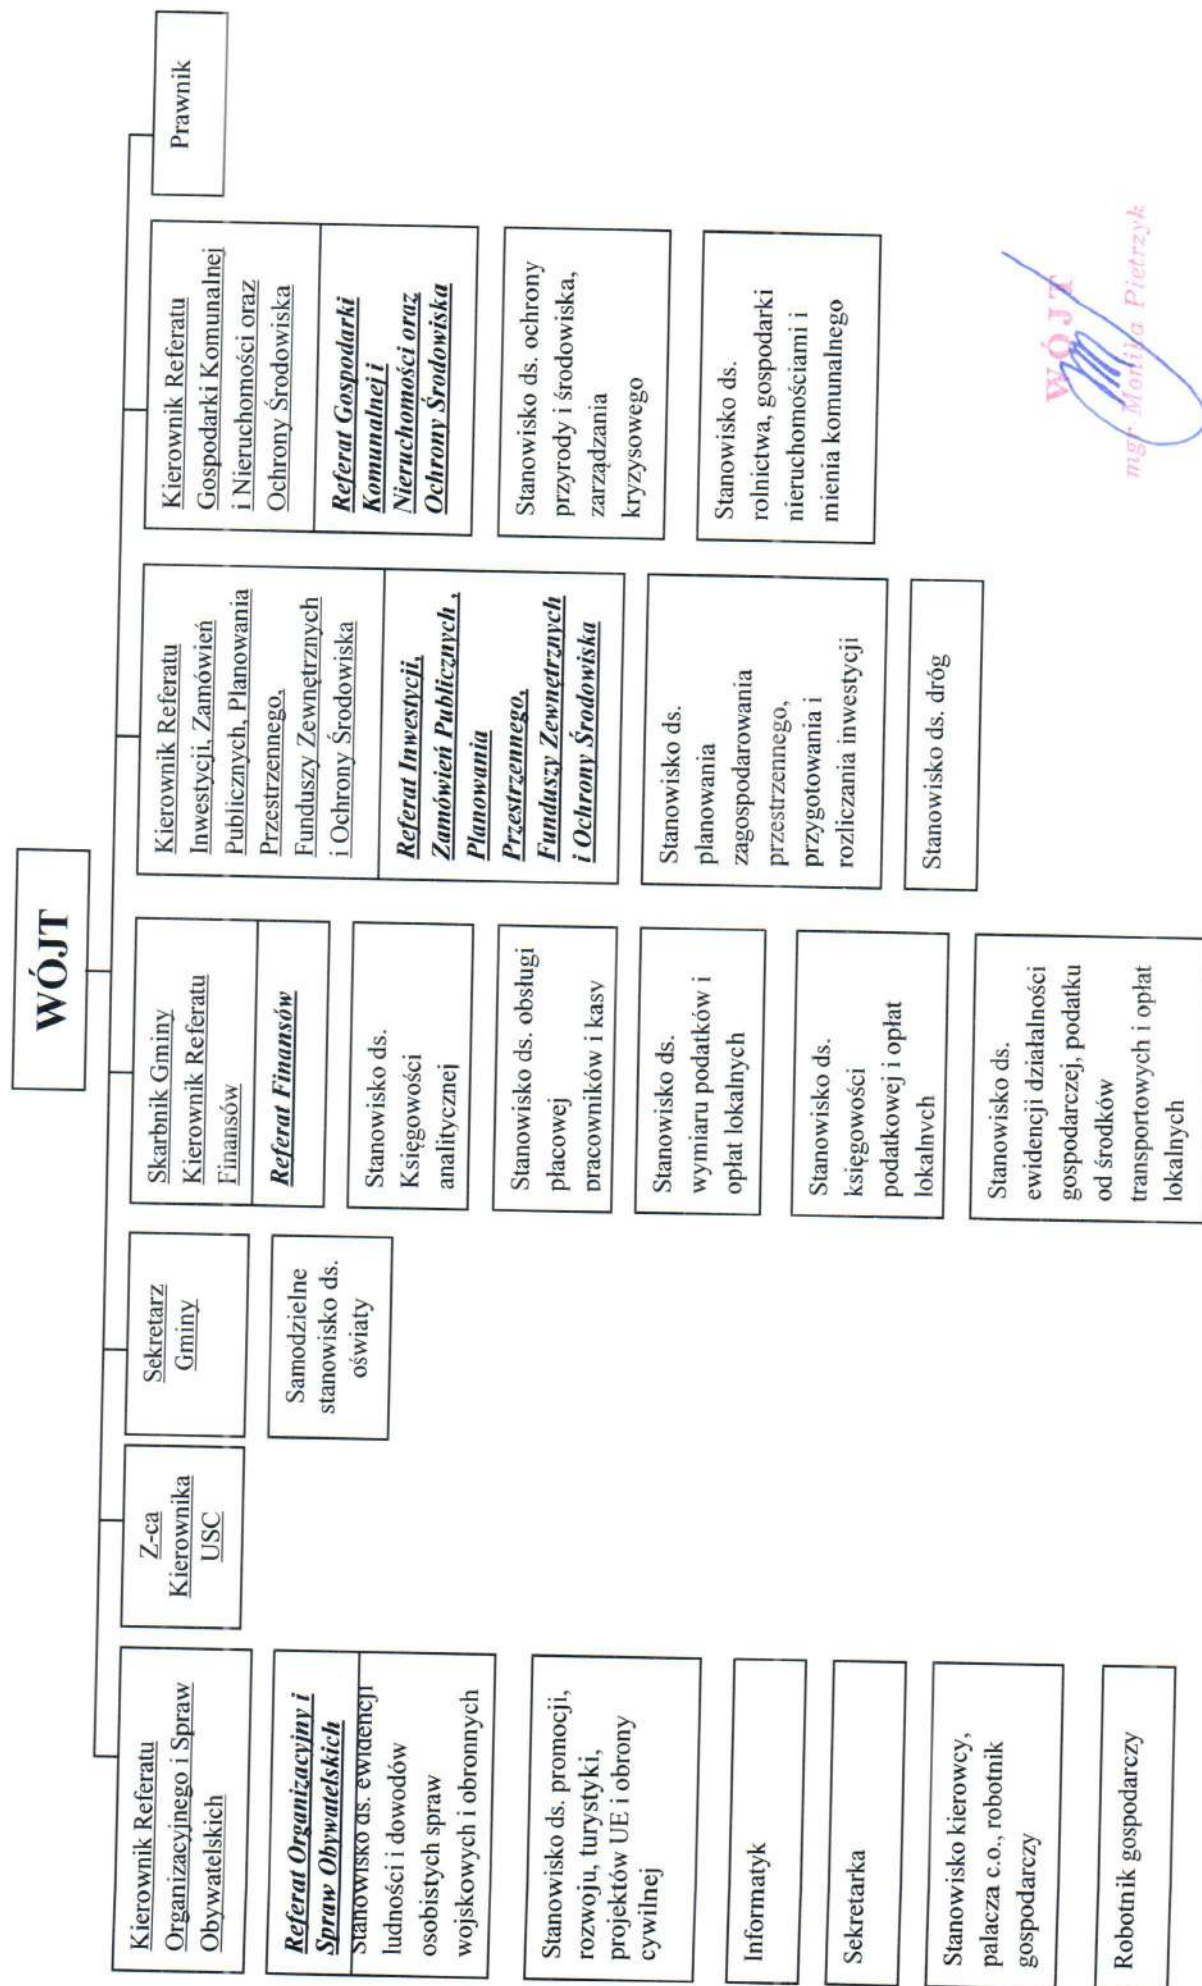 WÓJT
Kierownik Referatu
Organizacyjnego i Spraw
Obywatelskich
Referat Organizacyjny i
Spraw Obywatelskich
Stanowisko ds. ewidencji
ludności i dowodów
osobistych spraw
wojskowych i obronnych
Stanowisko ds. promocji,
rozwoju, turystyki,
projektów UE i obrony
cywilnej
Informatyk
Sekretarka
Stanowisko kierowcy,
palacza c.o., robotnik
gospodarczy
Robotnik gospodarczy
Z-ca
Kierownika
USC
Sekretarz
Gminy
Samodzielne
stanowisko ds.
oświaty
Skarbnik Gminy
Kierownik Referatu
Finansów
Referat Finansów
Stanowisko ds.
Księgowości
analitycznej
Stanowisko ds. obsługi
płacowej
pracowników i kasy
Stanowisko ds.
wymiaru podatków i
opłat lokalnych
Stanowisko ds.
księgowości
podatkowej i opłat
lokalnych
Stanowisko ds.
ewidencji działalności
gospodarczej, podatku
od środków
transportowych i opłat
lokalnych
Kierownik Referatu
Inwestycji, Zamówień
Publicznych, Planowania
Przestrzennego,
Funduszy Zewnętrznych
i Ochrony Środowiska
Referat Inwestycji,
Zamówień Publicznych ,
Planowania
Przestrzennego,
Funduszy Zewnętrznych
i Ochrony Środowiska
Stanowisko ds.
planowania
zagospodarowania
przestrzennego,
przygotowania i
rozliczania inwestycji
Stanowisko ds. dróg
Kierownik Referatu
Gospodarki Komunalnej
i Nieruchomości oraz
Ochrony Środowiska
Referat Gospodarki
Komunalnej i
Nieruchomości oraz
Ochrony Środowiska
Stanowisko ds. ochrony
przyrody i środowiska,
zarządzania
kryzysowego
Stanowisko ds.
rolnictwa, gospodarki
nieruchomościami i
mienia komunalnego
Prawnik
WÓJT
mgr Monika Pietrzyk